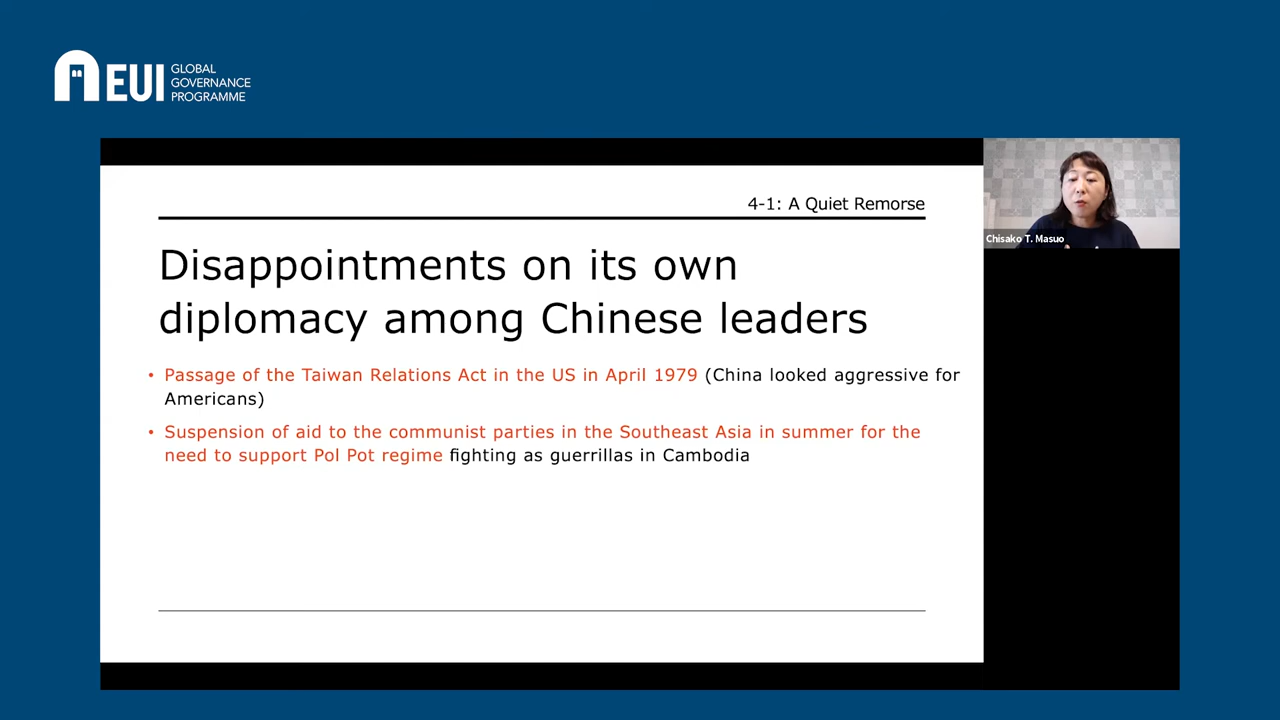 EUI GLOBAL
GOVERNANCE
PROGRAMME
4-1: A Quiet Remorse
Chisako T. Masuo
Disappointments on its own
diplomacy among Chinese leaders
• Passage of the Taiwan Relations Act in the US in April 1979 (China looked aggressive for
Americans)
• Suspension of aid to the communist parties in the Southeast Asia in summer for the
need to support Pol Pot regime fighting as guerrillas in Cambodia